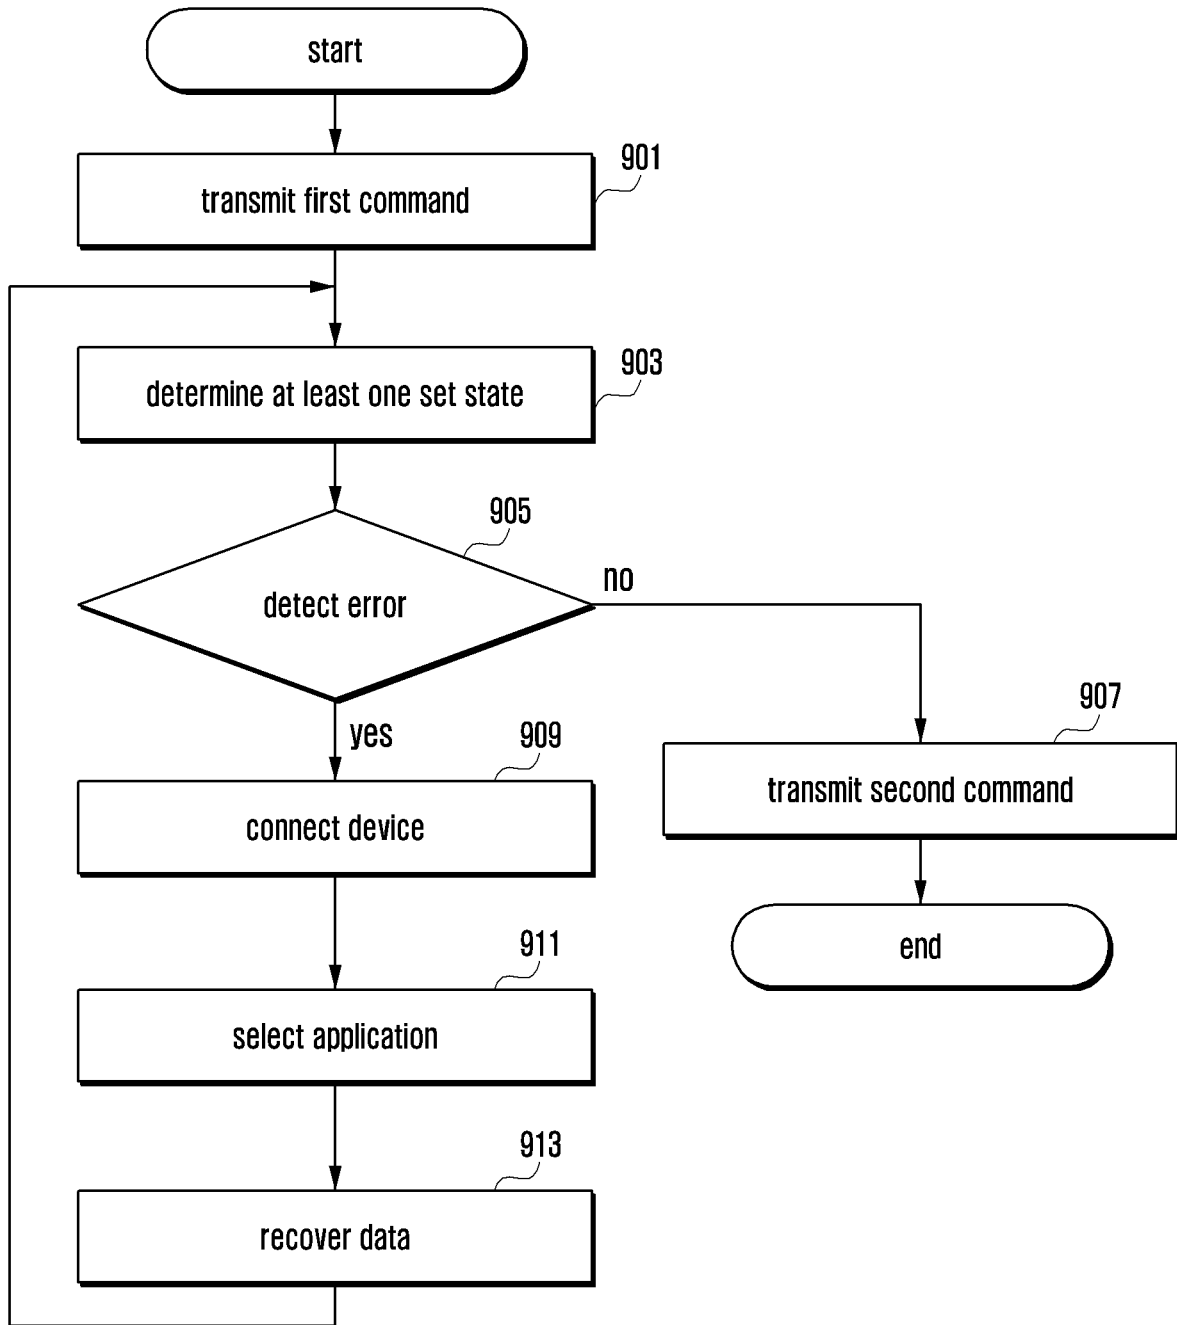 start
901
transmit first command
903
determine at least one set state
905
detect error
no
yes
907
909
transmit second command
connect device
911
end
select application
913
recover data